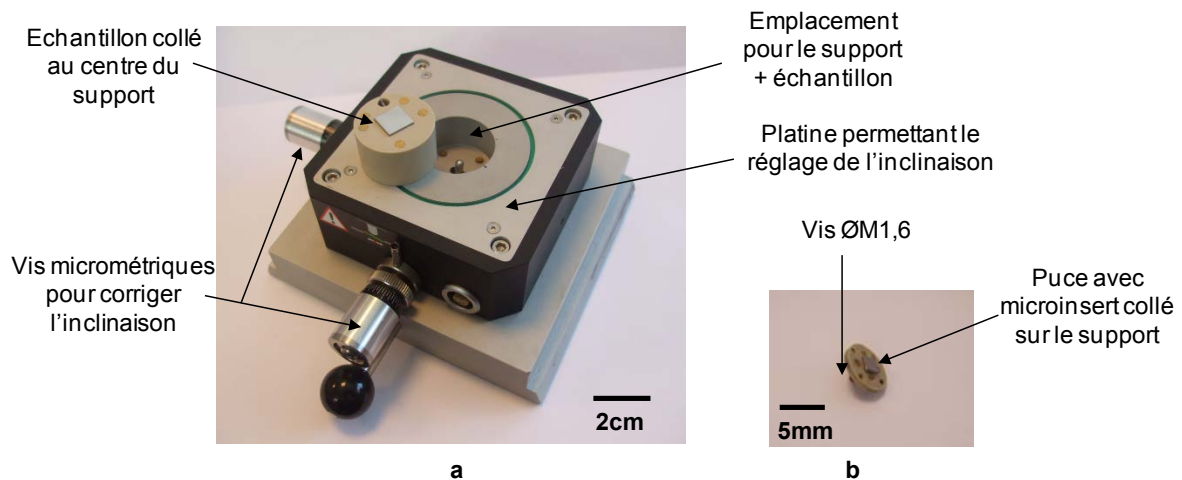 Echantillon collé
au centre du
support
Emplacement
pour le support
+ échantillon
Platine permettant le
réglage de l’inclinaison
Vis micrométriques
pour corriger
l’inclinaison
2cm
a
Vis ØM1,6
Puce avec
microinsert collé
sur le support
5mm
b